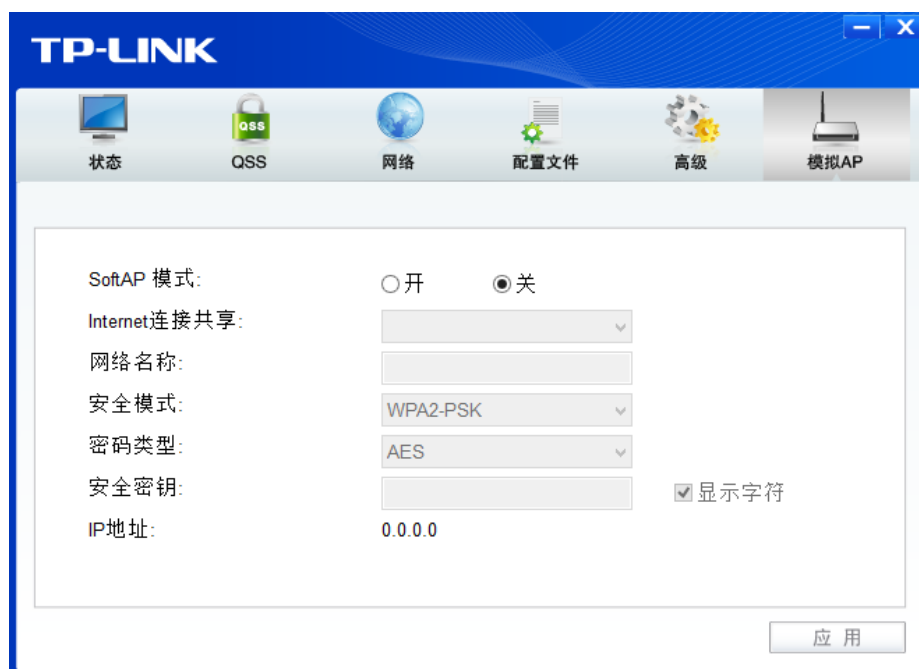 TP-LINK
QSS
状态 QSS 网络 配置文件 高级 模拟AP
SoftAP 模式: 开 关
Internet连接共享:
网络名称:
安全模式: WPA2-PSK
密码类型: AES
安全密钥: 显示字符
IP地址: 0.0.0.0
应 用